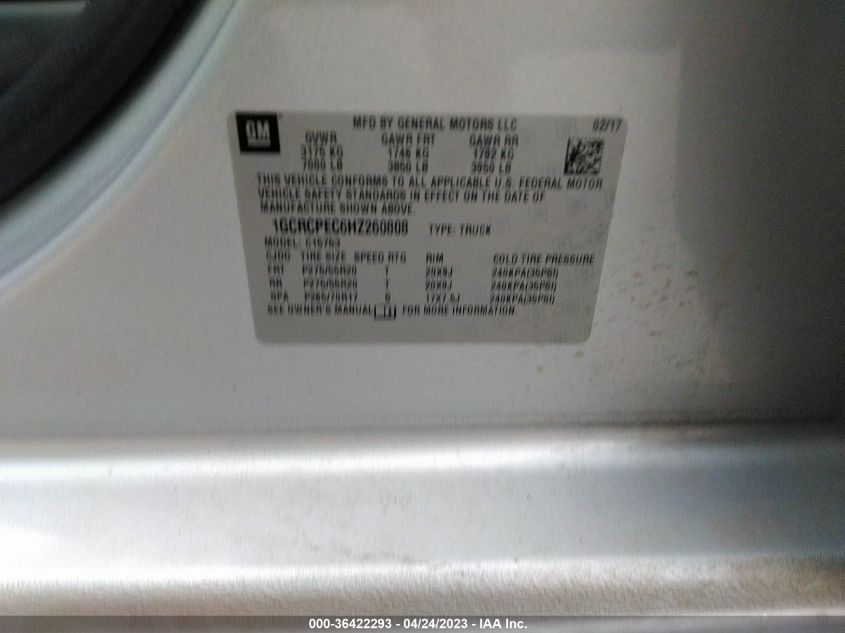 GM
MFD BY GENERAL MOTORS LLC 02/17
GVWR GAWR FRT GAWR RR
3175 KG 1746 KG 1792 KG
7000 LB 3850 LB 3950 LB
THIS VEHICLE CONFORMS TO ALL APPLICABLE U.S. FEDERAL MOTOR
VEHICLE SAFETY STANDARDS IN EFFECT ON THE DATE OF
MANUFACTURE SHOWN ABOVE.
1GCRCPEC6HZ260808 TYPE: TRUCK
MODEL: C15753
TIRE SIZE SPEED RTG RIM COLD TIRE PRESSURE
FRT P275/55R20 T 20X9J 240KPA(35PSI)
RR P275/55R20 T 20X9J 240KPA(35PSI)
SPA P265/70R17 S 17X7.5J 240KPA(35PSI)
SEE OWNER'S MANUAL FOR MORE INFORMATION.
000-36422293 - 04/24/2023 - IAA Inc.